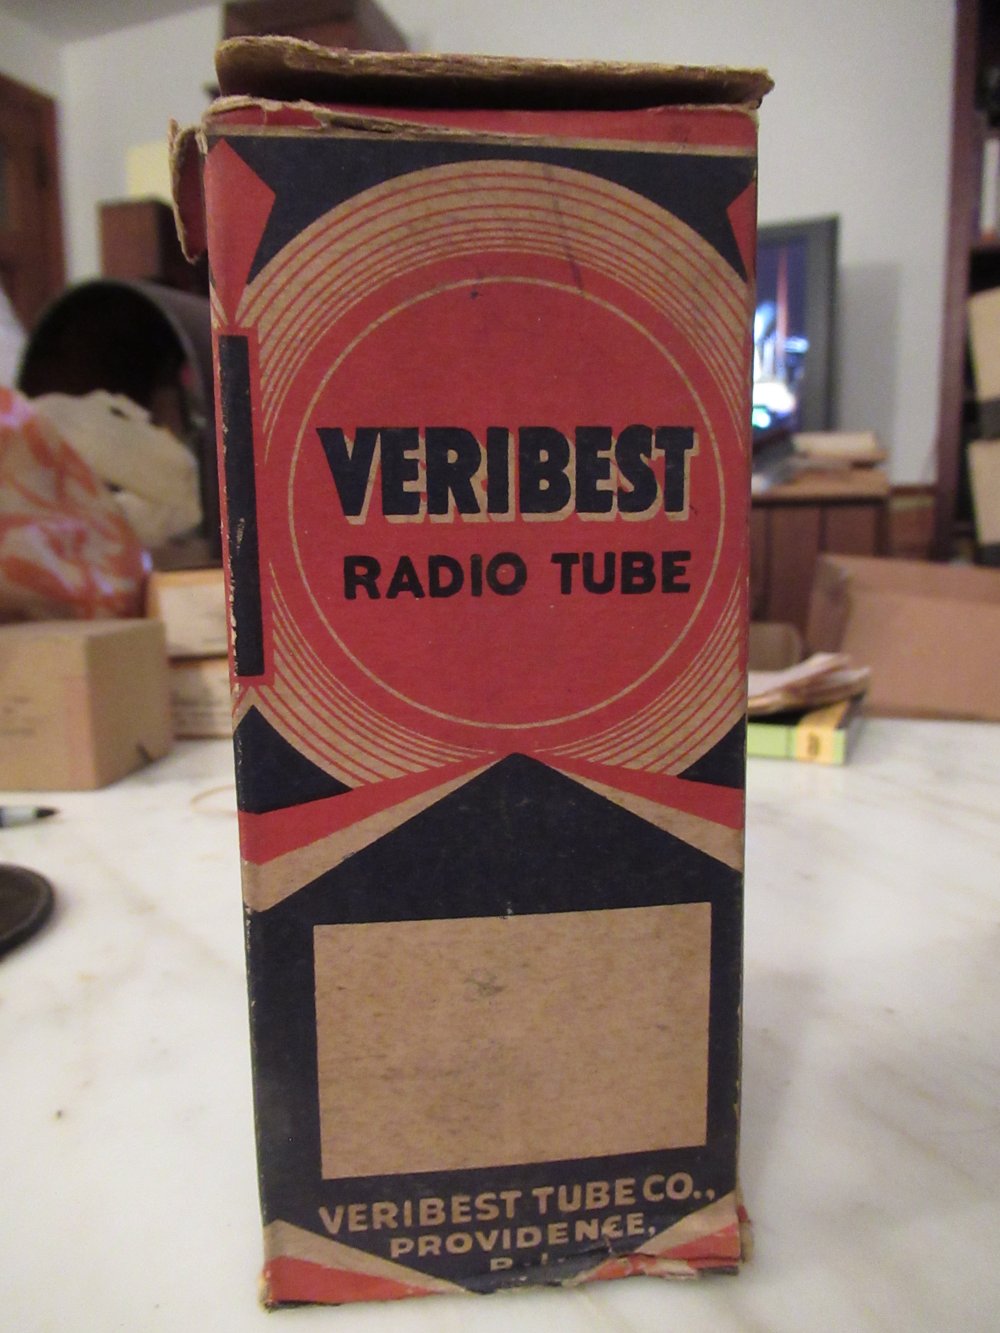 VERIBEST
RADIO TUBE
VERIBEST TUBE CO.,
PROVIDENCE,
R. I.